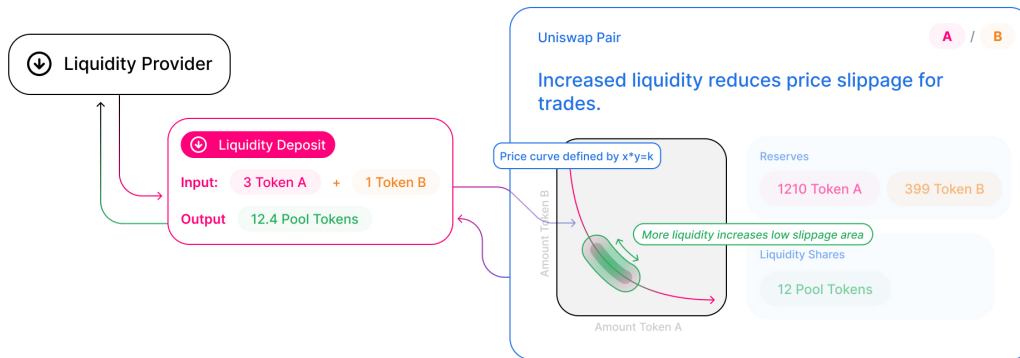 Liquidity Provider
Liquidity Deposit
Input: 3 Token A + 1 Token B
Output 12.4 Pool Tokens
Uniswap Pair
A / B
Increased liquidity reduces price slippage for
trades.
Price curve defined by x*y=k
Amount Token B
More liquidity increases low slippage area
Amount Token A
Reserves
1210 Token A 399 Token B
Liquidity Shares
12 Pool Tokens